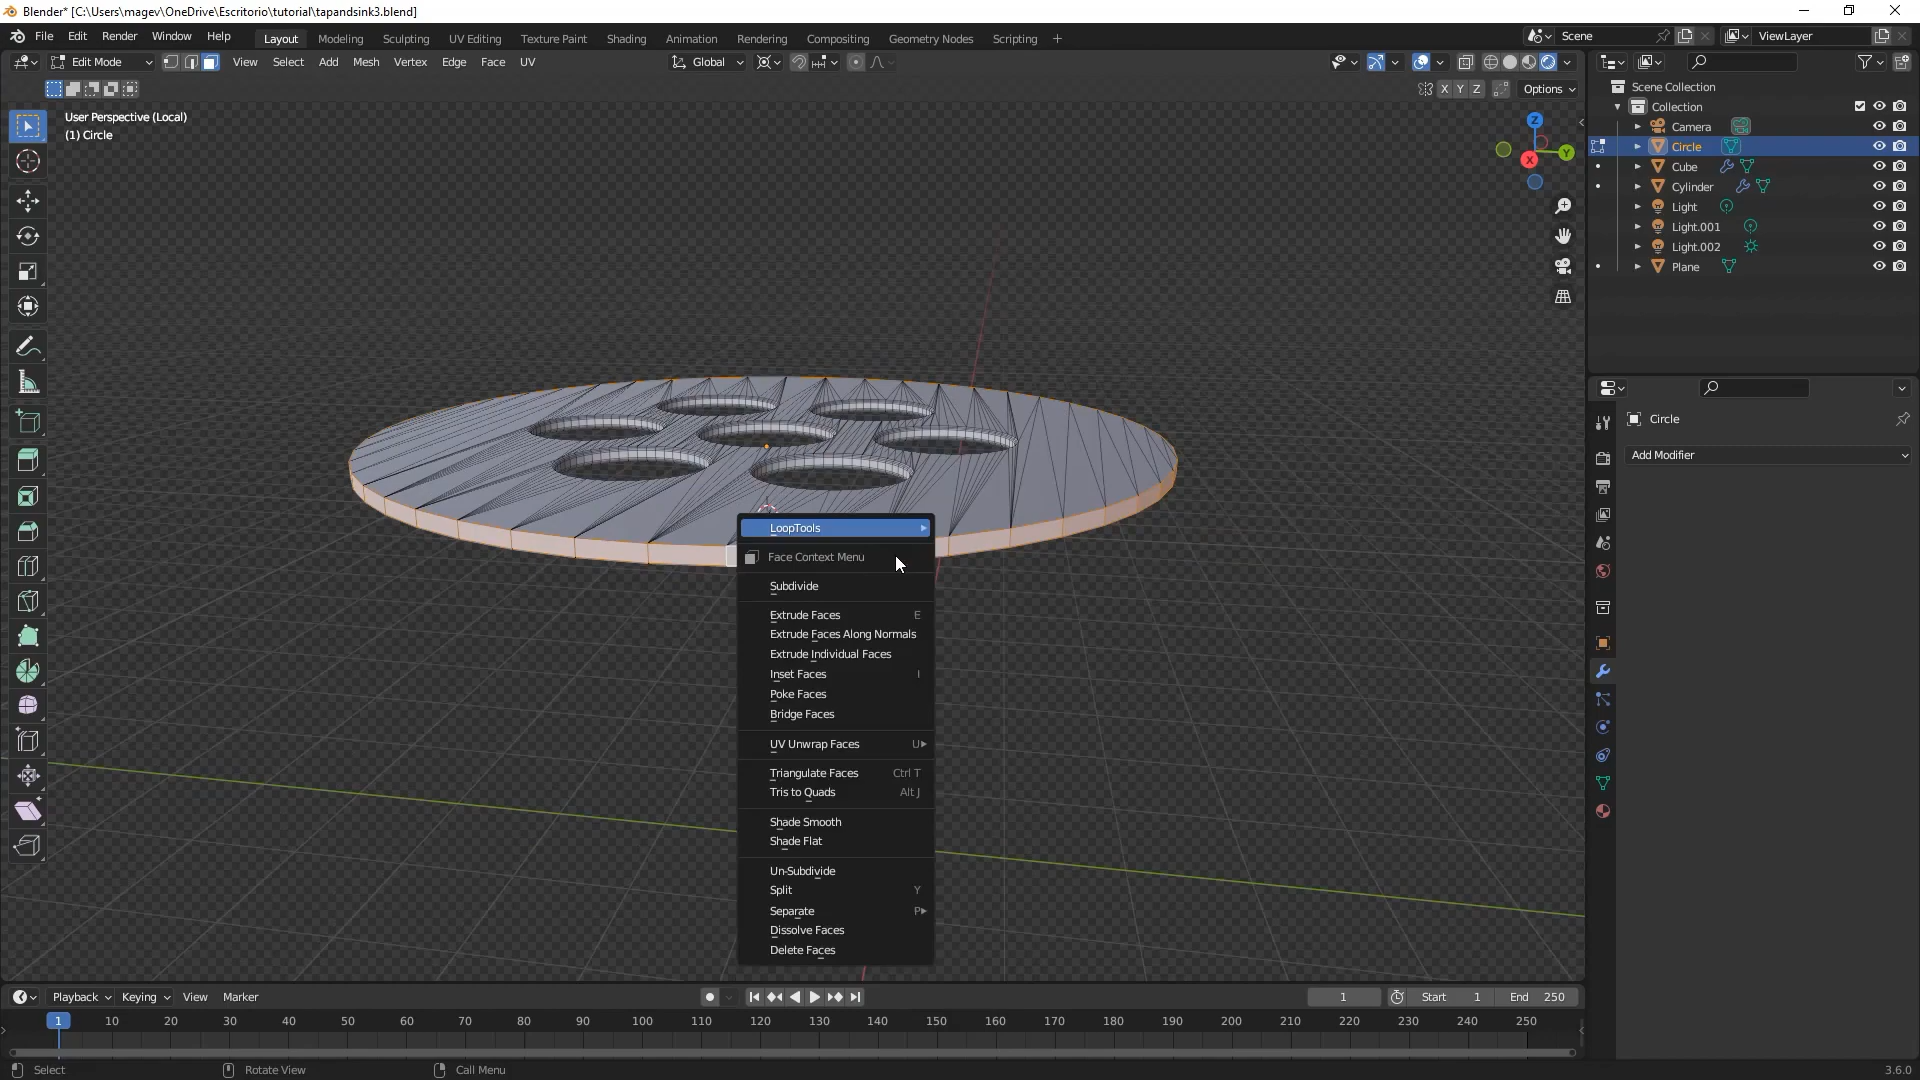 Blender* [C:\Users\magev\OneDrive\Escritorio\tutorial\tapandsink3.blend]
File Edit Render Window Help Layout Modeling Sculpting UV Editing Texture Paint Shading Animation Rendering Compositing Geometry Nodes Scripting + Scene ViewLayer
Edit Mode View Select Add Mesh Vertex Edge Face UV Global
X Y Z Options
User Perspective (Local)
(1) Circle
Z
Y
X
Scene Collection
Collection
Camera
Circle
Cube
Cylinder
Light
Light.001
Light.002
Plane
Circle
Add Modifier
LoopTools
Face Context Menu
Subdivide
Extrude Faces E
Extrude Faces Along Normals
Extrude Individual Faces
Inset Faces I
Poke Faces
Bridge Faces
UV Unwrap Faces U
Triangulate Faces Ctrl T
Tris to Quads Alt J
Shade Smooth
Shade Flat
Un-Subdivide
Split Y
Separate P
Dissolve Faces
Delete Faces
Playback Keying View Marker 1 Start 1 End 250
1 10 20 30 40 50 60 70 80 90 100 110 120 130 140 150 160 170 180 190 200 210 220 230 240 250
Select Rotate View Call Menu 3.6.0